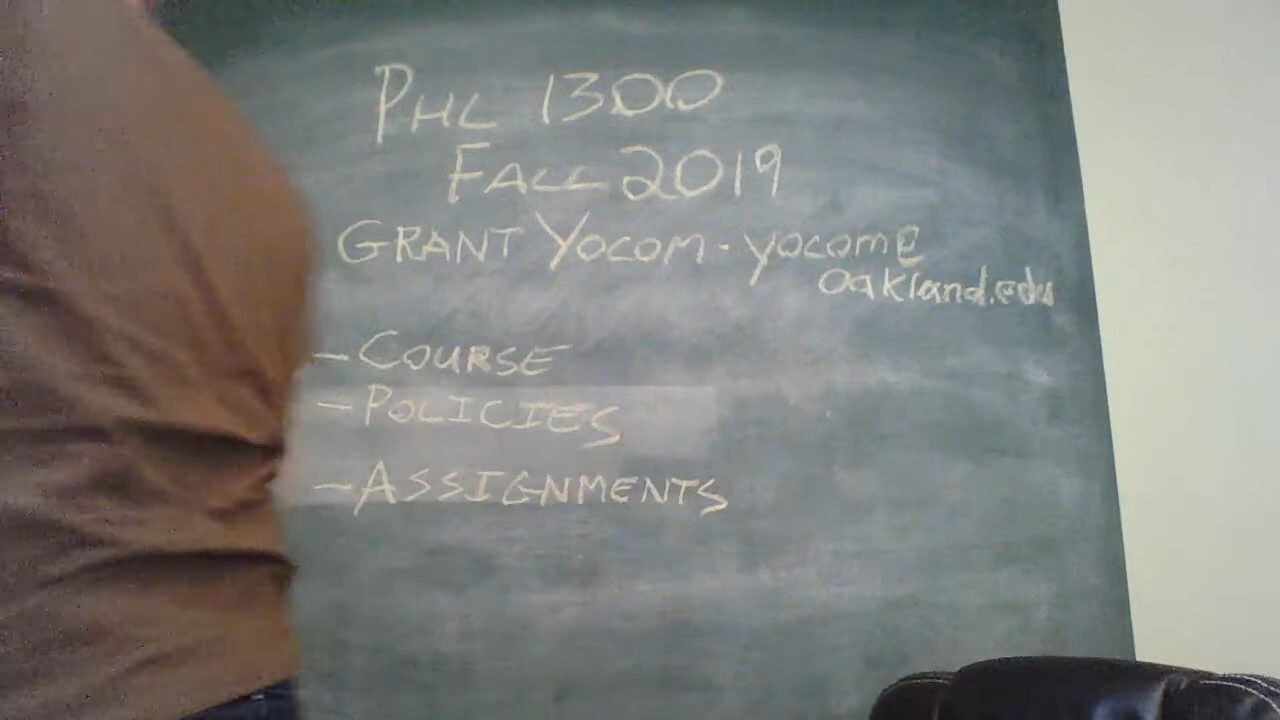 PHL 1300
FALL 2019
GRANT YOCOM · yocom@
oakland.edu
- COURSE
- POLICIES
- ASSIGNMENTS